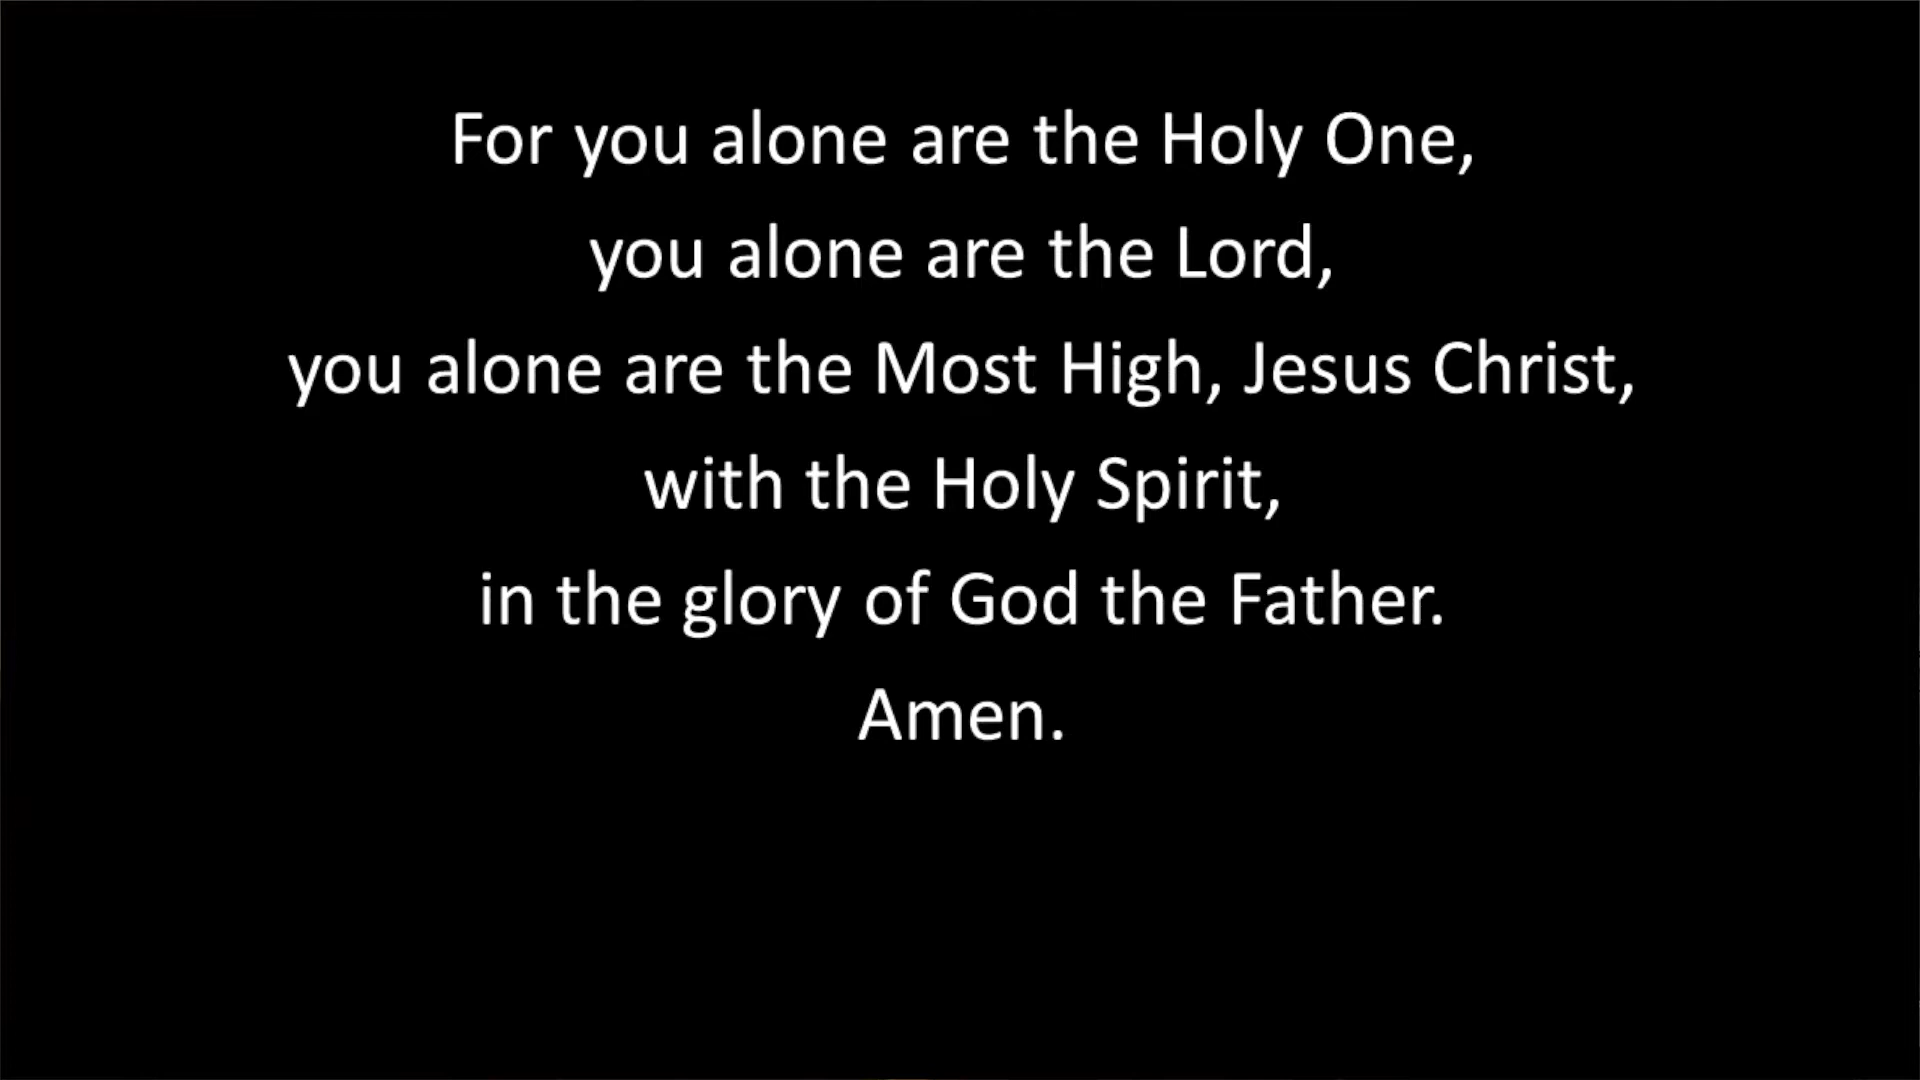 For you alone are the Holy One,
you alone are the Lord,
you alone are the Most High, Jesus Christ,
with the Holy Spirit,
in the glory of God the Father.
Amen.